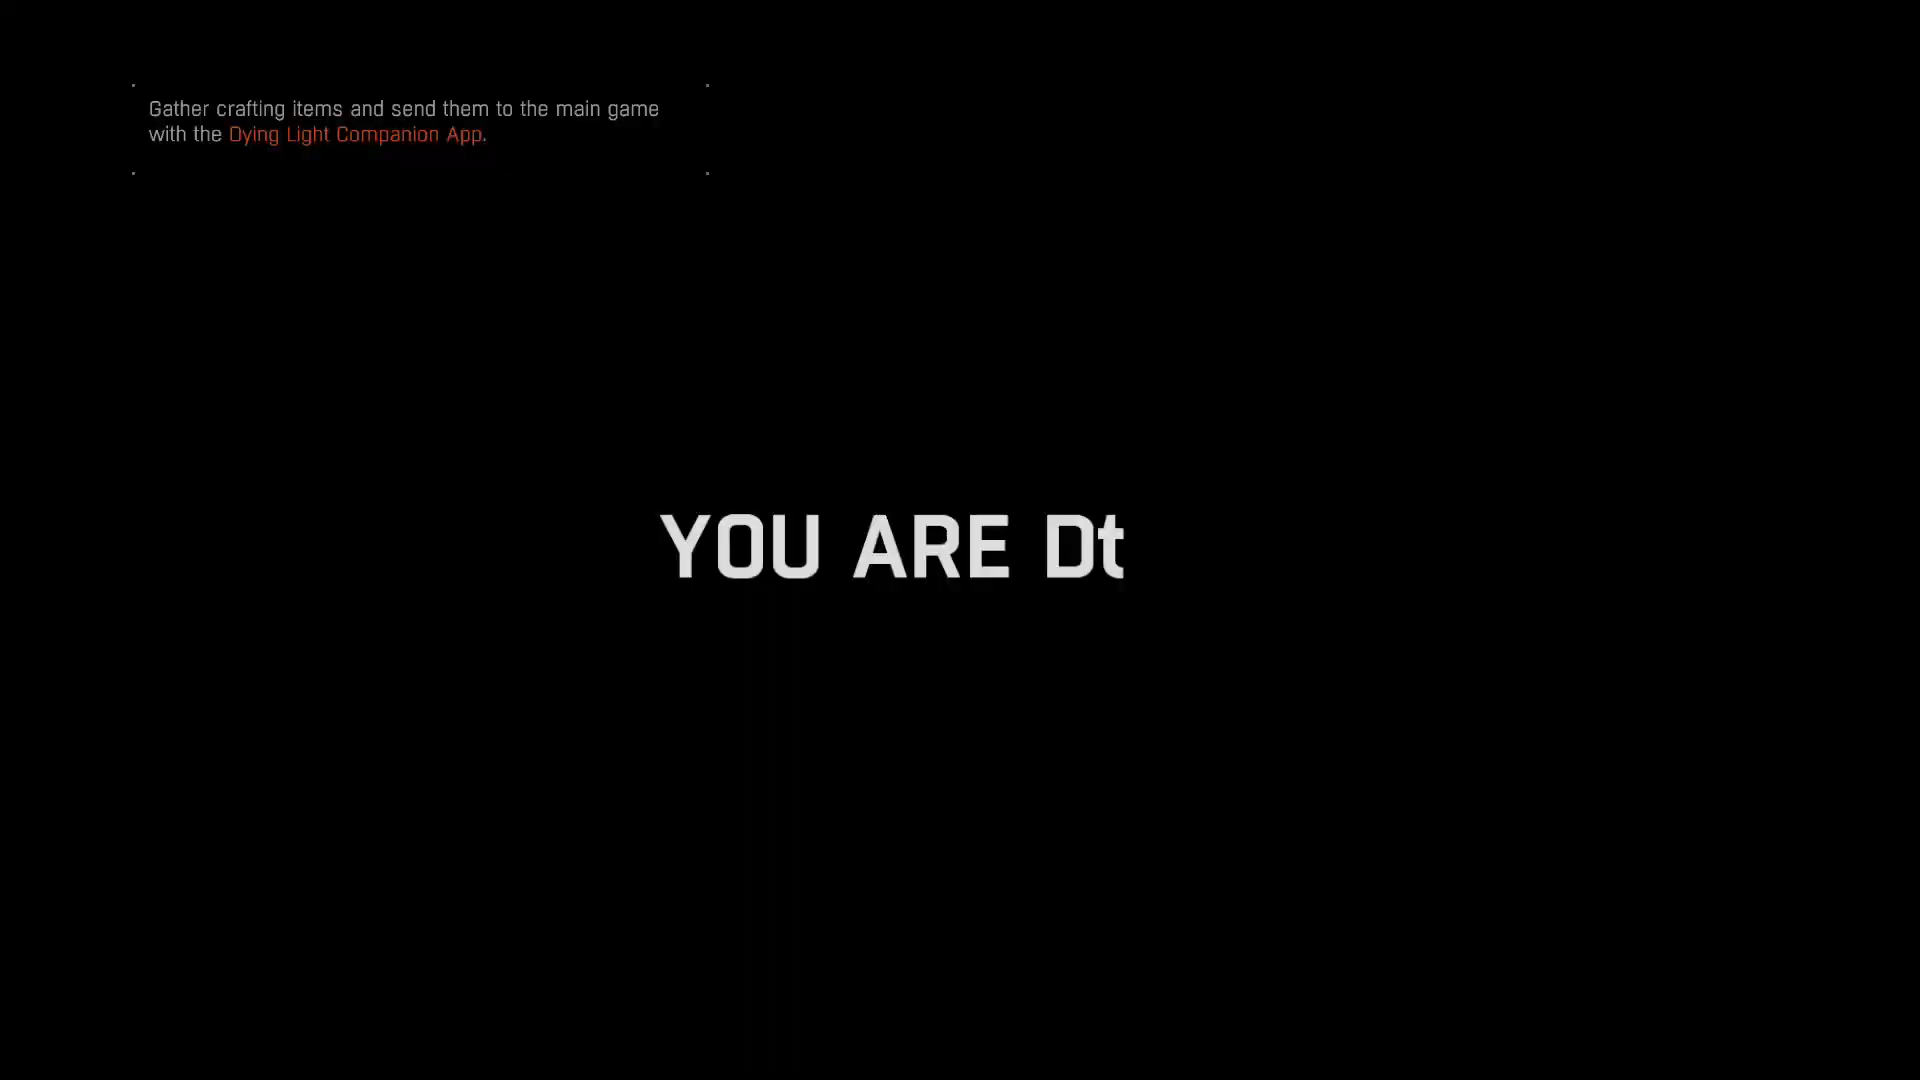 Gather crafting items and send them to the main game
with the Dying Light Companion App.
YOU ARE Dt